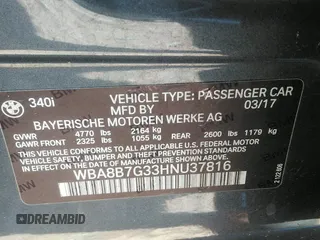 340i
VEHICLE TYPE: PASSENGER CAR
MFD BY 03/17
BAYERISCHE MOTOREN WERKE AG
GVWR 4770 lbs 2164 kg
GAWR FRONT 2325 lbs 1055 kg REAR 2600 lbs 1179 kg
THIS VEHICLE CONFORMS TO ALL APPLICABLE U.S. FEDERAL MOTOR
VEHICLE SAFETY, BUMPER, AND THEFT PREVENTION STANDARDS
IN EFFECT ON THE DATE OF MANUFACTURE SHOWN ABOVE.
WBA8B7G33HNU37816
DREAMBID